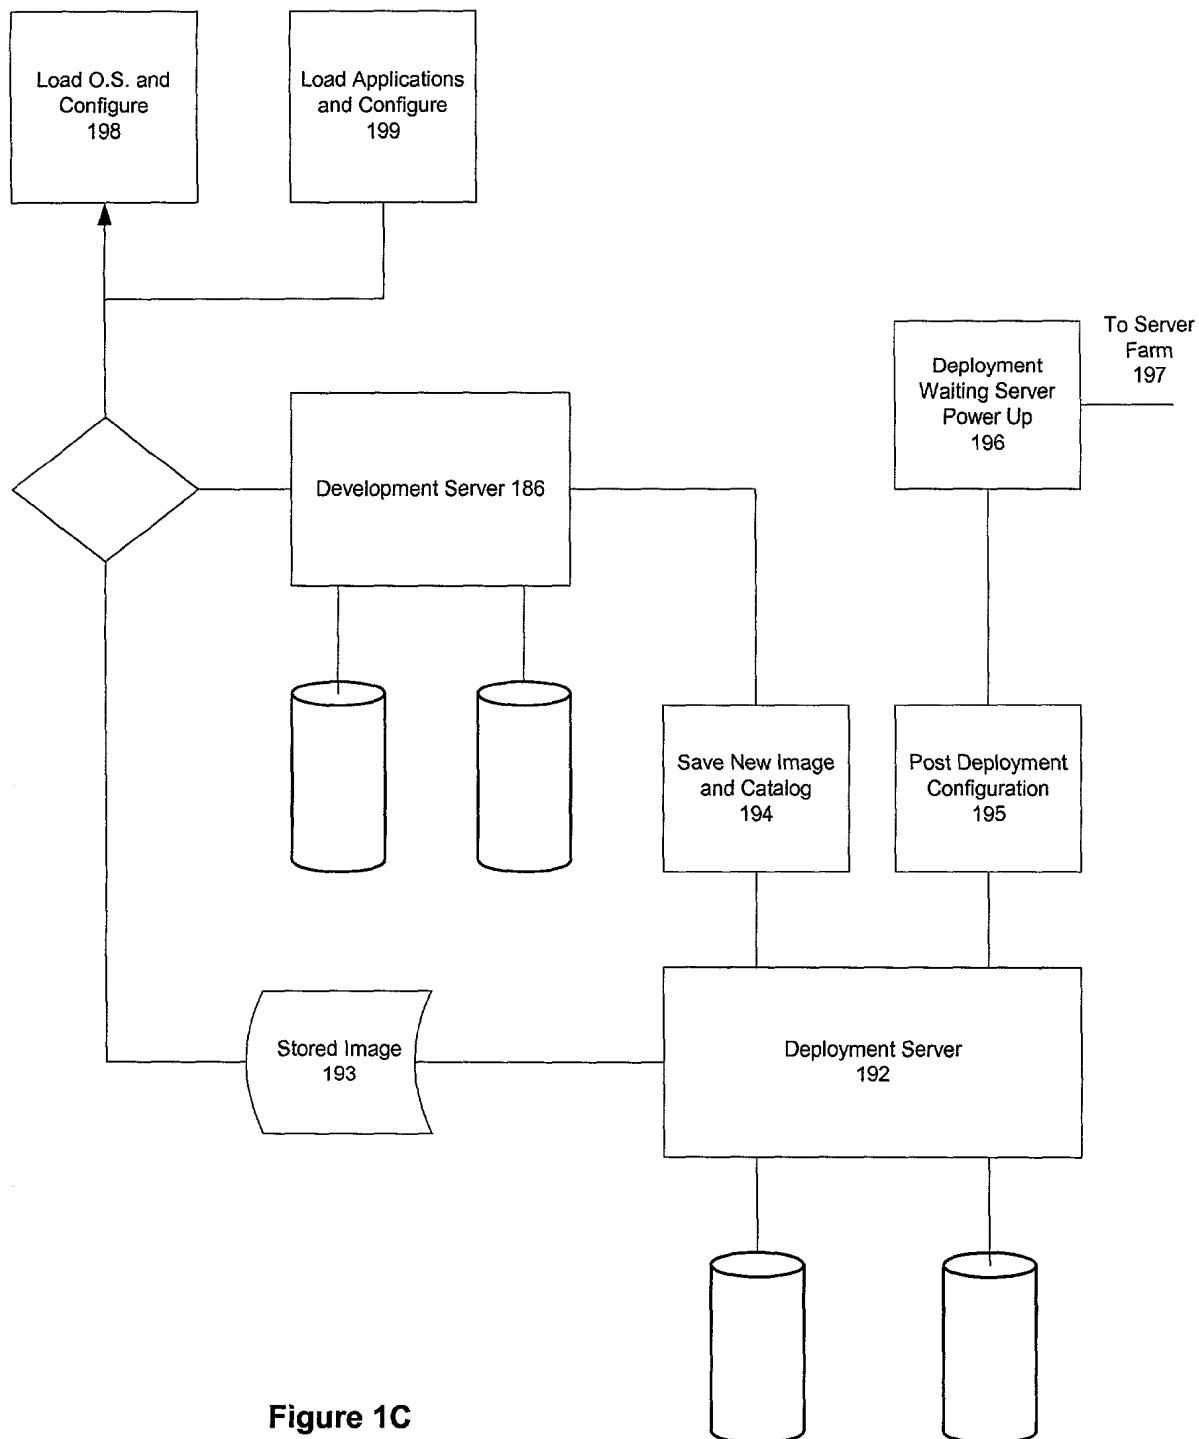 Load O.S. and
Configure
198
Load Applications
and Configure
199
To Server
Farm
197
Deployment
Waiting Server
Power Up
196
Development Server 186
Save New Image
and Catalog
194
Post Deployment
Configuration
195
Stored Image
193
Deployment Server
192
Figure 1C